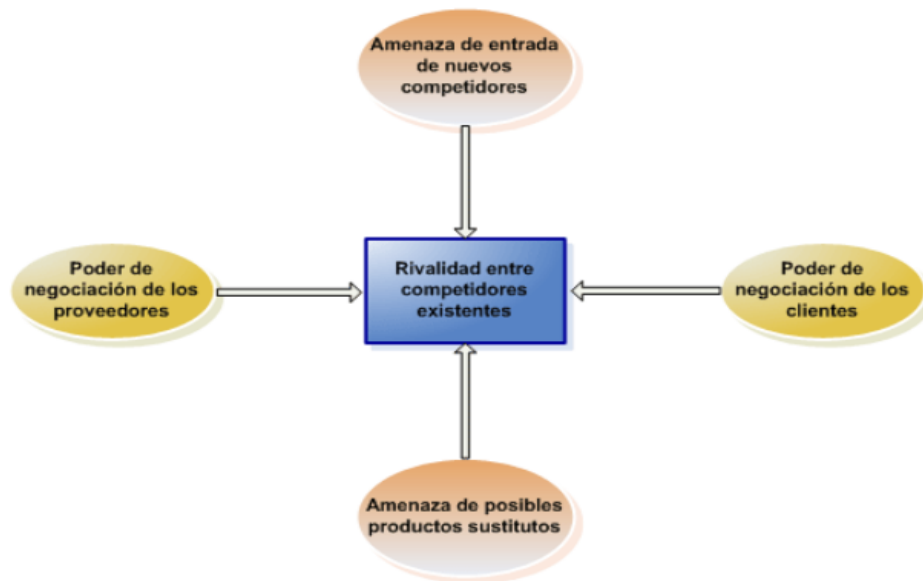 Amenaza de entrada
de nuevos
competidores
Poder de
negociación de los
proveedores
Rivalidad entre
competidores
existentes
Poder de
negociación de los
clientes
Amenaza de posibles
productos sustitutos